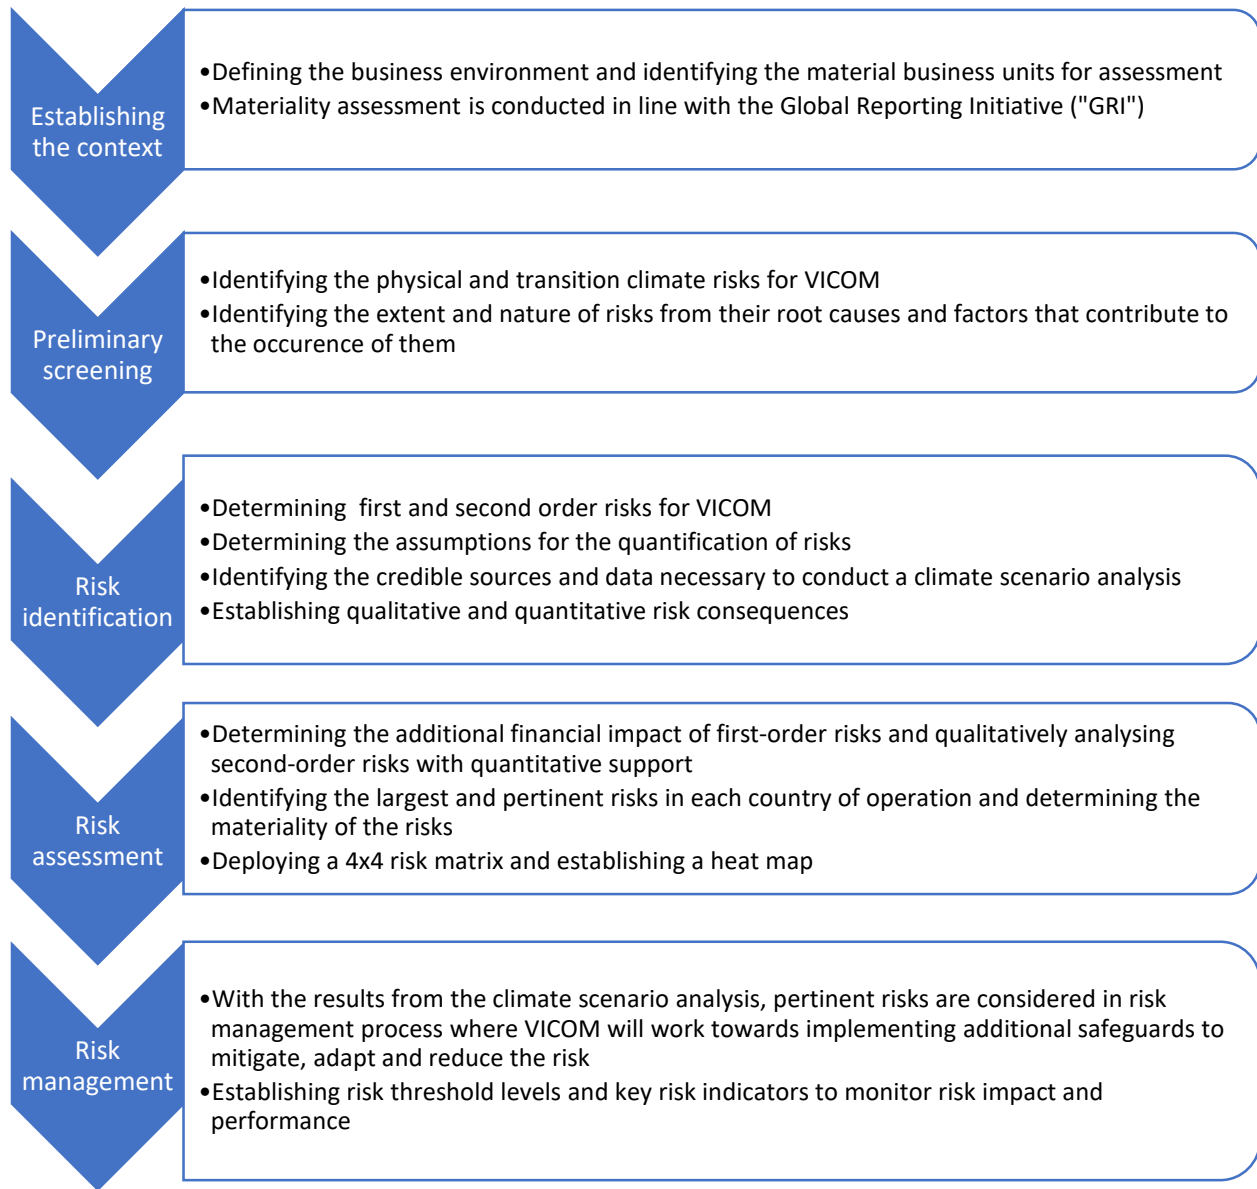 Establishing
the context
•Defining the business environment and identifying the material business units for assessment
•Materiality assessment is conducted in line with the Global Reporting Initiative ("GRI")
Preliminary
screening
•Identifying the physical and transition climate risks for VICOM
•Identifying the extent and nature of risks from their root causes and factors that contribute to
the occurence of them
Risk
identification
•Determining  first and second order risks for VICOM
•Determining the assumptions for the quantification of risks
•Identifying the credible sources and data necessary to conduct a climate scenario analysis
•Establishing qualitative and quantitative risk consequences
Risk
assessment
•Determining the additional financial impact of first-order risks and qualitatively analysing
second-order risks with quantitative support
•Identifying the largest and pertinent risks in each country of operation and determining the
materiality of the risks
•Deploying a 4x4 risk matrix and establishing a heat map
Risk
management
•With the results from the climate scenario analysis, pertinent risks are considered in risk
management process where VICOM will work towards implementing additional safeguards to
mitigate, adapt and reduce the risk
•Establishing risk threshold levels and key risk indicators to monitor risk impact and
performance